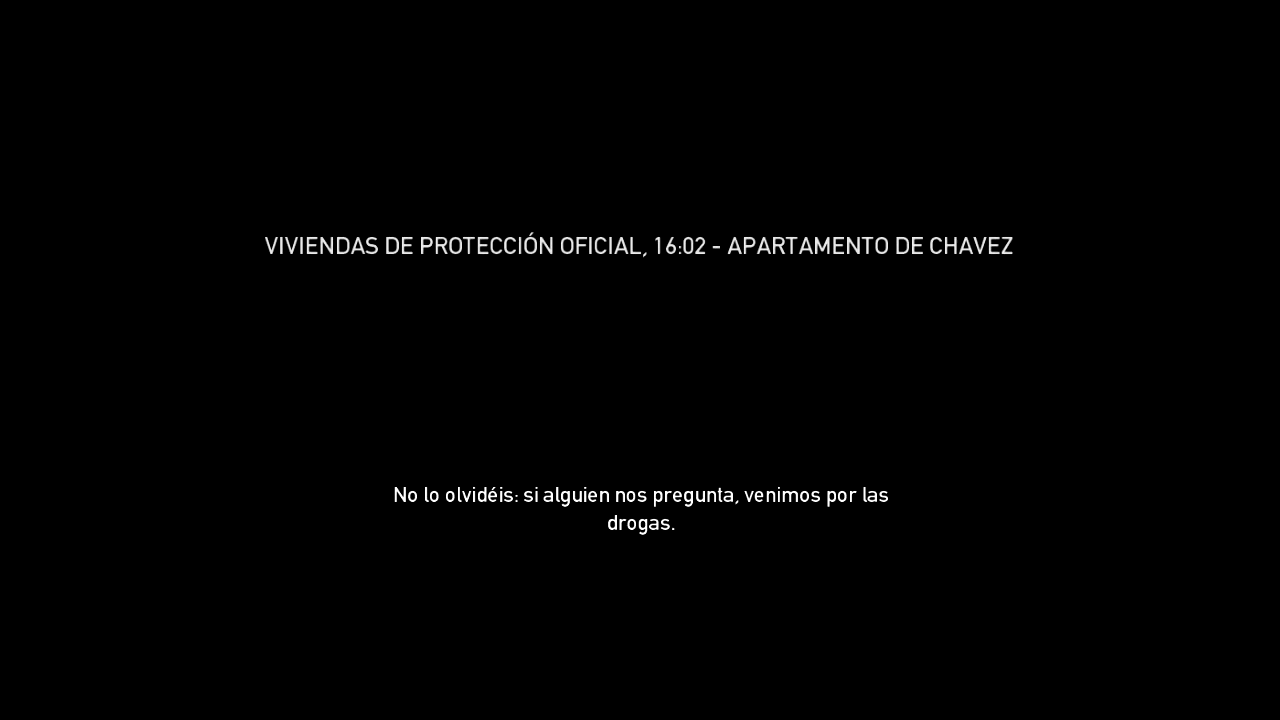 VIVIENDAS DE PROTECCIÓN OFICIAL, 16:02 - APARTAMENTO DE CHAVEZ
No lo olvidéis: si alguien nos pregunta, venimos por las
drogas.